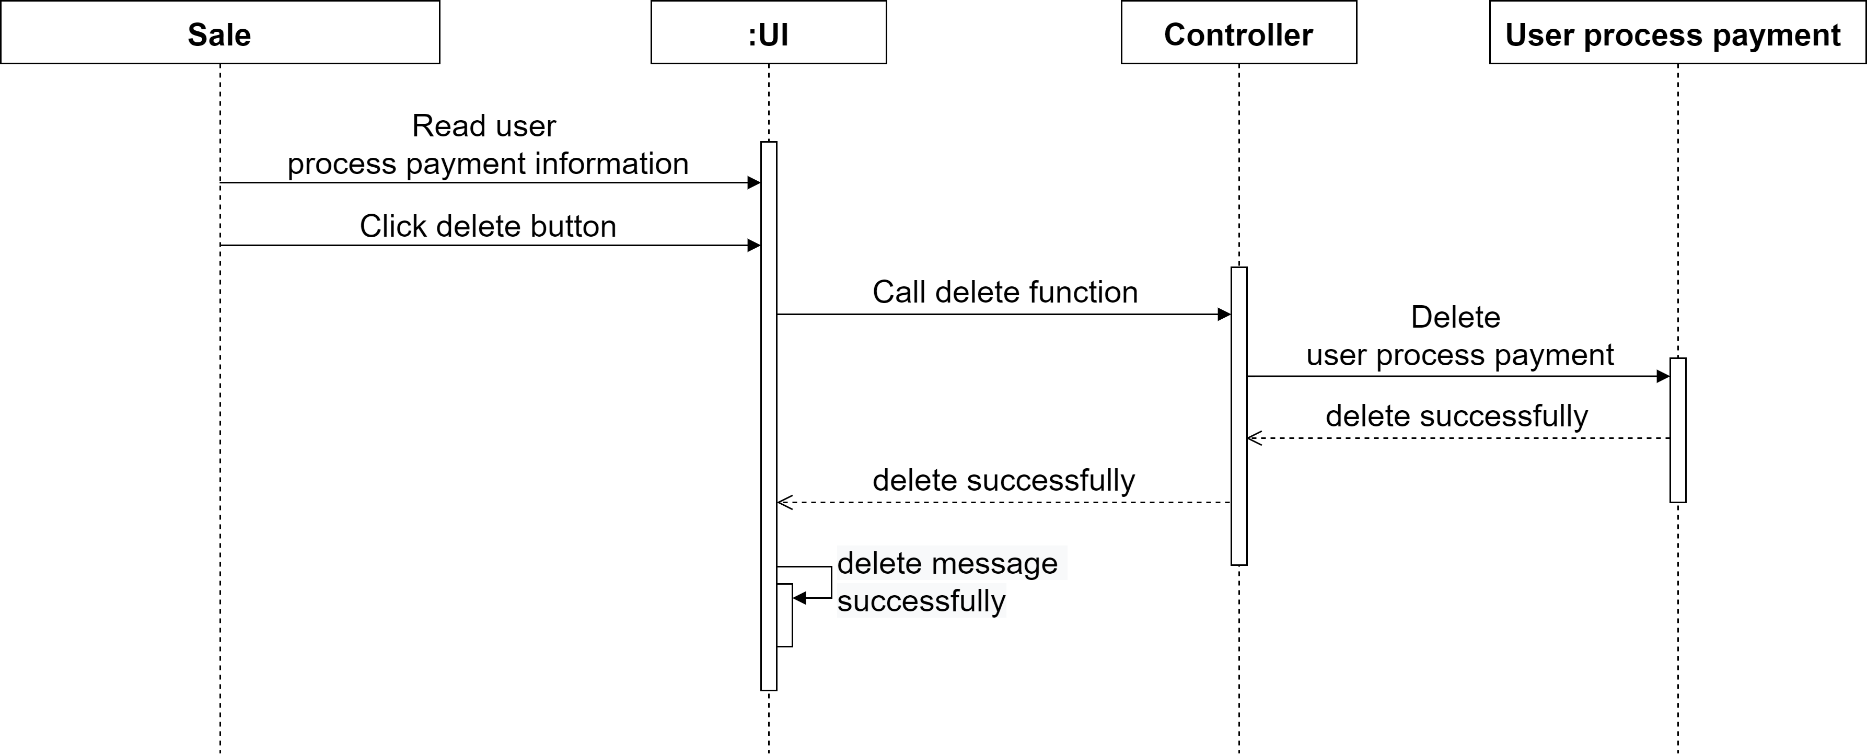 Sale
:UI
Controller
User process payment
Read user
process payment information
Click delete button
Call delete function
Delete
user process payment
delete successfully
delete successfully
delete message
successfully